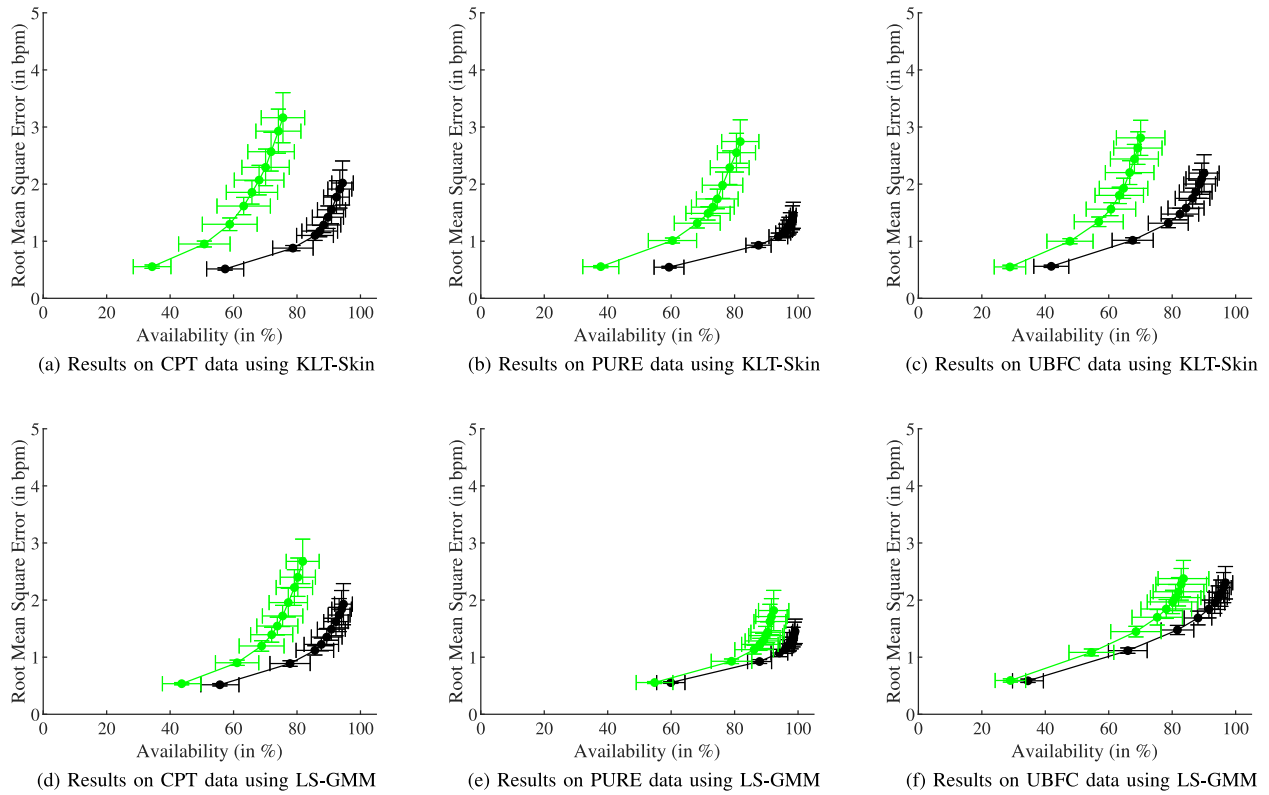 5 5 5
4 4 4
3 3 3
2 2 2
1 1 1
0 0 0
Root Mean Square Error (in bpm) Root Mean Square Error (in bpm) Root Mean Square Error (in bpm)
0 20 40 60 80 100 0 20 40 60 80 100 0 20 40 60 80 100
Availability (in %) Availability (in %) Availability (in %)
(a) Results on CPT data using KLT-Skin (b) Results on PURE data using KLT-Skin (c) Results on UBFC data using KLT-Skin
5 5 5
4 4 4
3 3 3
2 2 2
1 1 1
0 0 0
Root Mean Square Error (in bpm) Root Mean Square Error (in bpm) Root Mean Square Error (in bpm)
0 20 40 60 80 100 0 20 40 60 80 100 0 20 40 60 80 100
Availability (in %) Availability (in %) Availability (in %)
(d) Results on CPT data using LS-GMM (e) Results on PURE data using LS-GMM (f) Results on UBFC data using LS-GMM